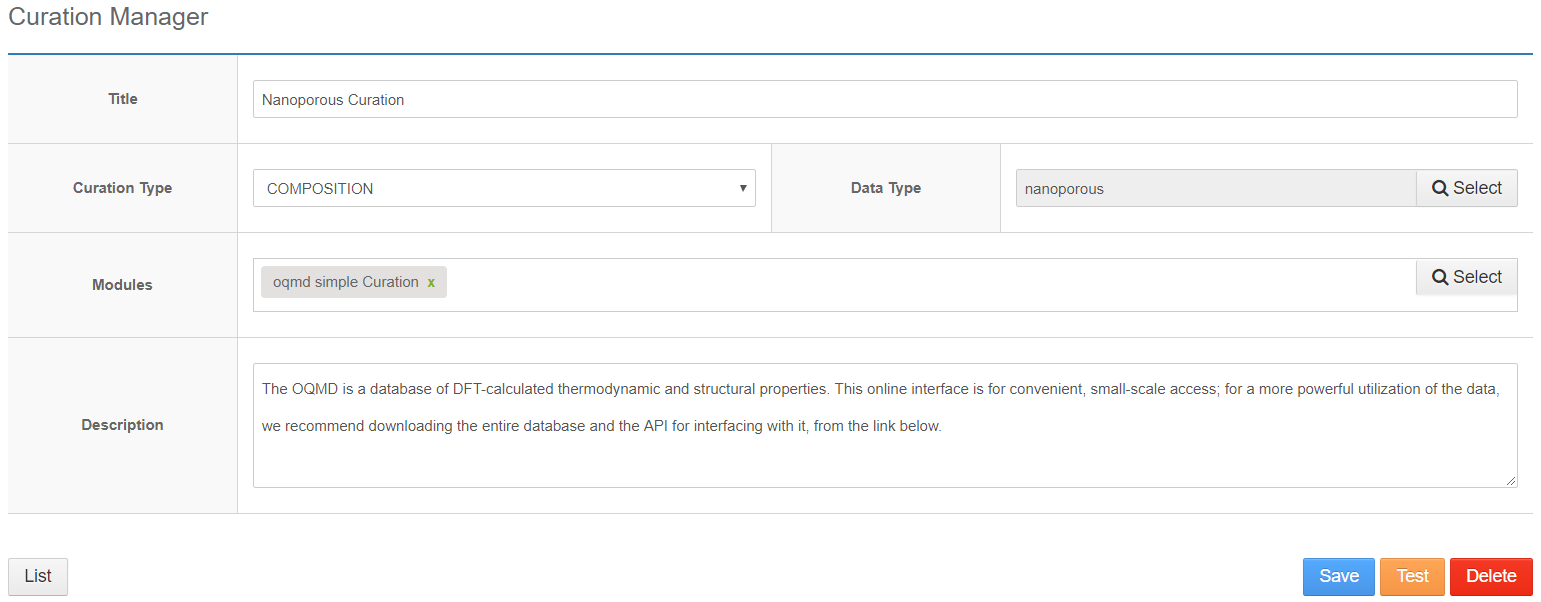 Curation Manager
Title
Nanoporous Curation
Curation Type
COMPOSITION
Data Type
nanoporous
Select
Modules
oqmd simple Curation x
Select
Description
The OQMD is a database of DFT-calculated thermodynamic and structural properties. This online interface is for convenient, small-scale access; for a more powerful utilization of the data,
we recommend downloading the entire database and the API for interfacing with it, from the link below.
List
Save
Test
Delete